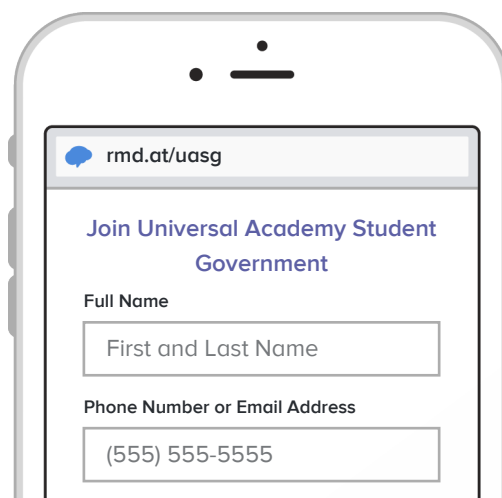 rmd.at/uasg
Join Universal Academy Student
Government
Full Name
First and Last Name
Phone Number or Email Address
(555) 555-5555